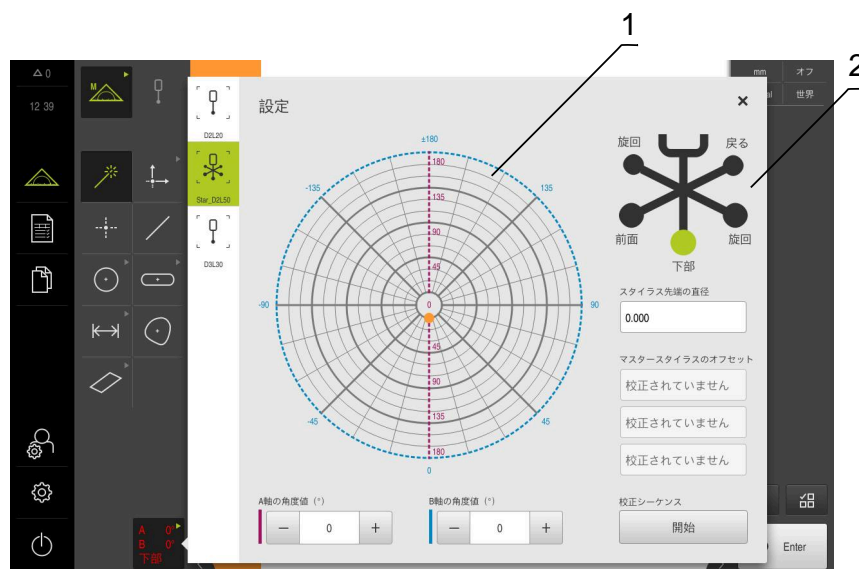 1
2
0
12 39
M
mm
オフ
al
世界
D2L20
Star_D2L50
D3L30
設定
×
±180
-135
135
-90
90
-45
45
0
180
135
90
45
0
45
90
135
180
旋回
戻る
前面
旋回
下部
スタイラス先端の直径
0.000
マスタースタイラスのオフセット
校正されていません
校正されていません
校正されていません
A軸の角度値 (°)
B軸の角度値 (°)
校正シーケンス
− 0 +
− 0 +
開始
A 0°
B 0°
下部
Enter